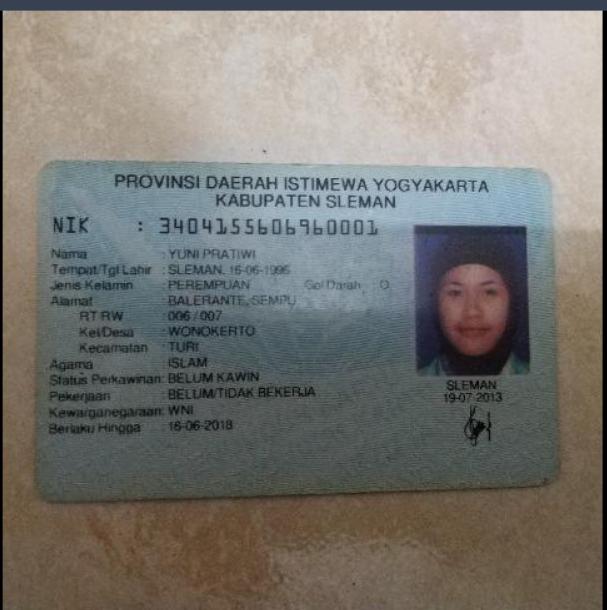 PROVINSI DAERAH ISTIMEWA YOGYAKARTA
KABUPATEN SLEMAN
NIK : 3404155606960001
Nama : YUNI PRATIWI
Tempat/Tgl Lahir : SLEMAN, 16-06-1996
Jenis Kelamin : PEREMPUAN Gol Darah : O
Alamat : BALERANTE, SEMPU
RT RW : 006 / 007
Kel/Desa : WONOKERTO
Kecamatan : TURI
Agama : ISLAM
Status Perkawinan: BELUM KAWIN
Pekerjaan : BELUM/TIDAK BEKERJA
Kewarganegaraan: WNI
Berlaku Hingga : 16-06-2018
SLEMAN
19-07-2013